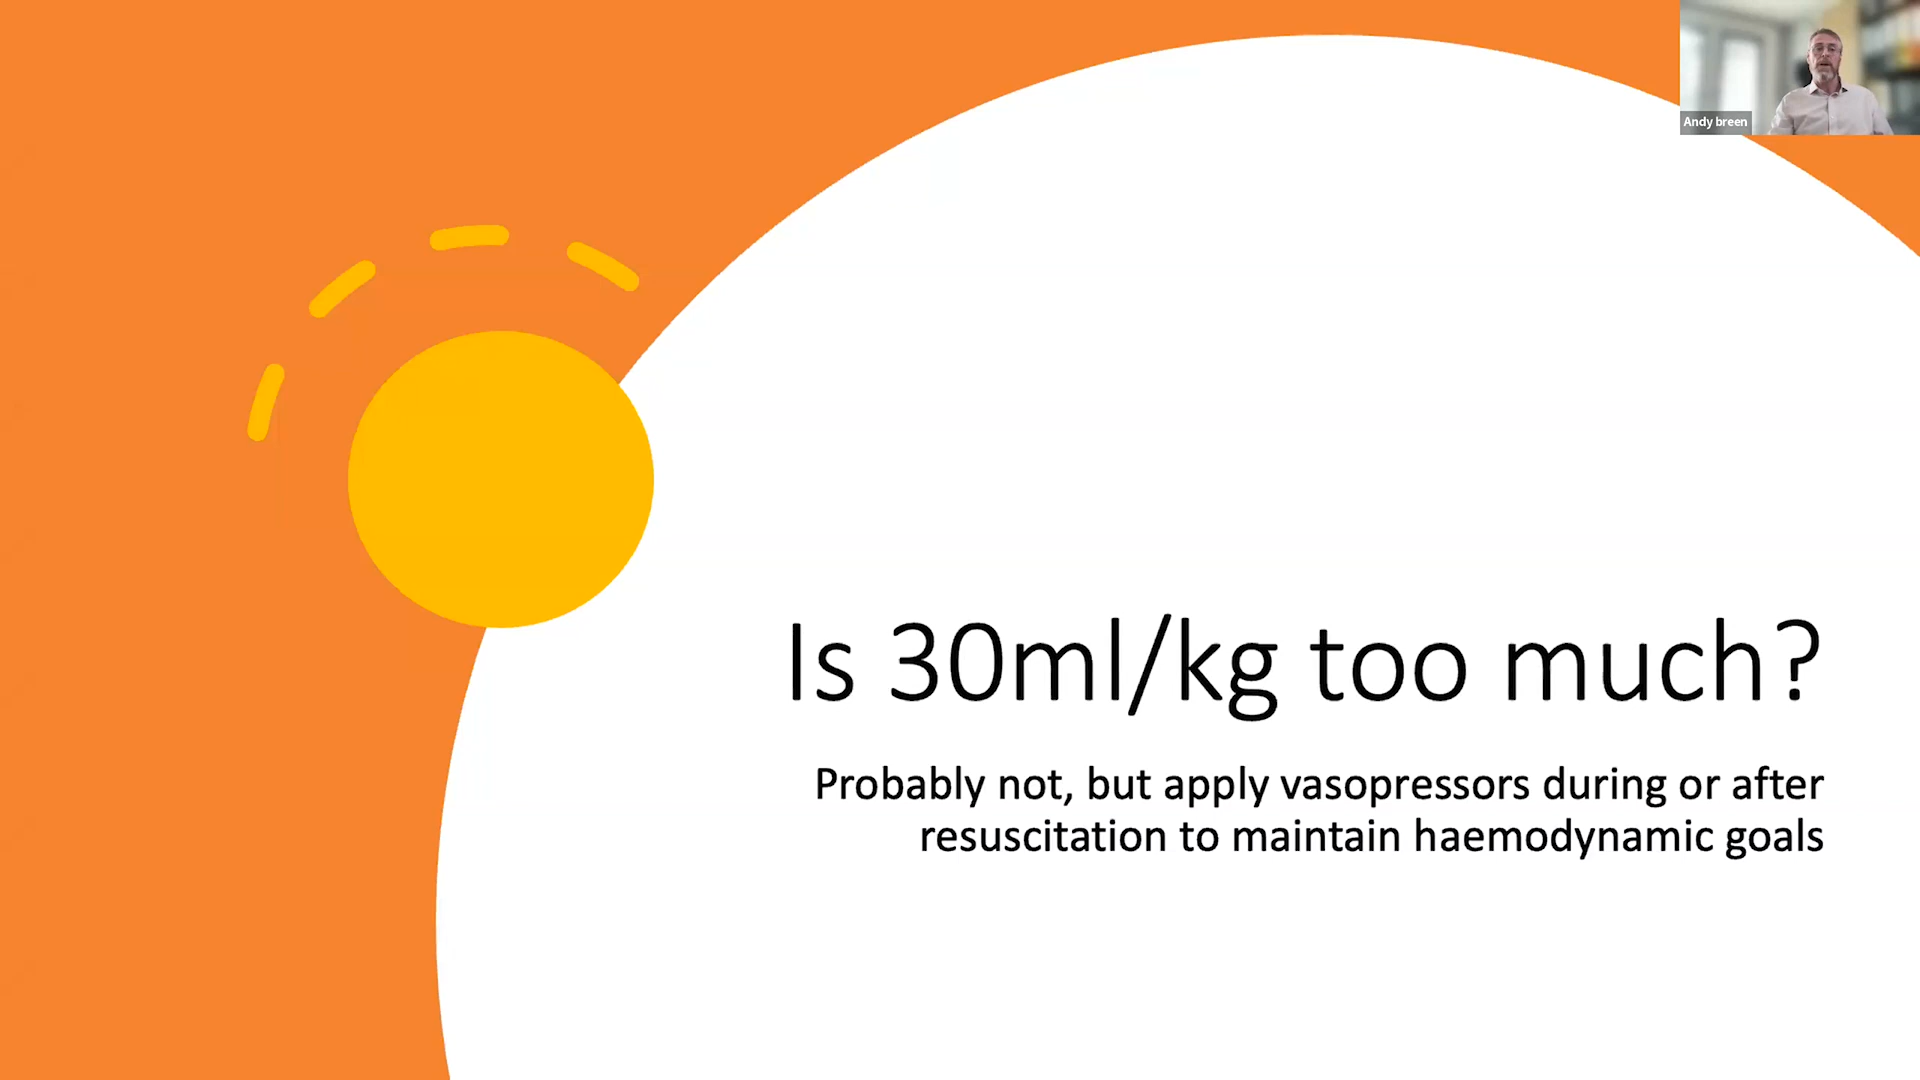 Andy breen
Is 30ml/kg too much?
Probably not, but apply vasopressors during or after
resuscitation to maintain haemodynamic goals